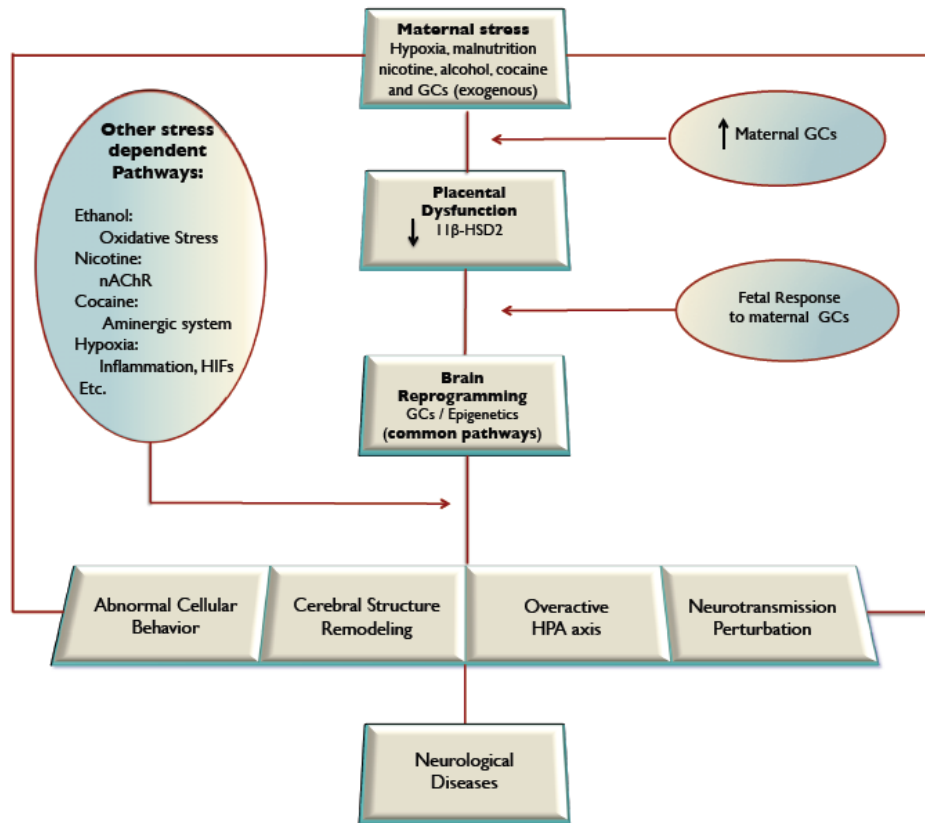 Maternal stress
Hypoxia, malnutrition
nicotine, alcohol, cocaine
and GCs (exogenous)
↑ Maternal GCs
Other stress
dependent
Pathways:
Ethanol:
Oxidative Stress
Nicotine:
nAChR
Cocaine:
Aminergic system
Hypoxia:
Inflammation, HIFs
Etc.
Placental
Dysfunction
↓ 11β-HSD2
Fetal Response
to maternal GCs
Brain
Reprogramming
GCs / Epigenetics
(common pathways)
Abnormal Cellular
Behavior
Cerebral Structure
Remodeling
Overactive
HPA axis
Neurotransmission
Perturbation
Neurological
Diseases